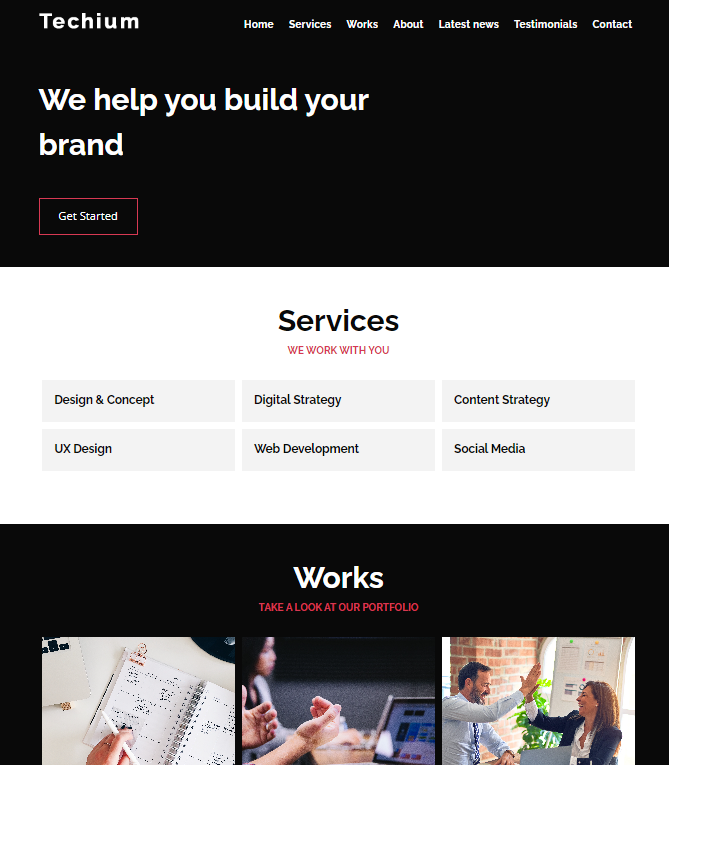 Techium
Home Services Works About Latest news Testimonials Contact
We help you build your
brand
Get Started
Services
WE WORK WITH YOU
Design & Concept
Digital Strategy
Content Strategy
UX Design
Web Development
Social Media
Works
TAKE A LOOK AT OUR PORTFOLIO